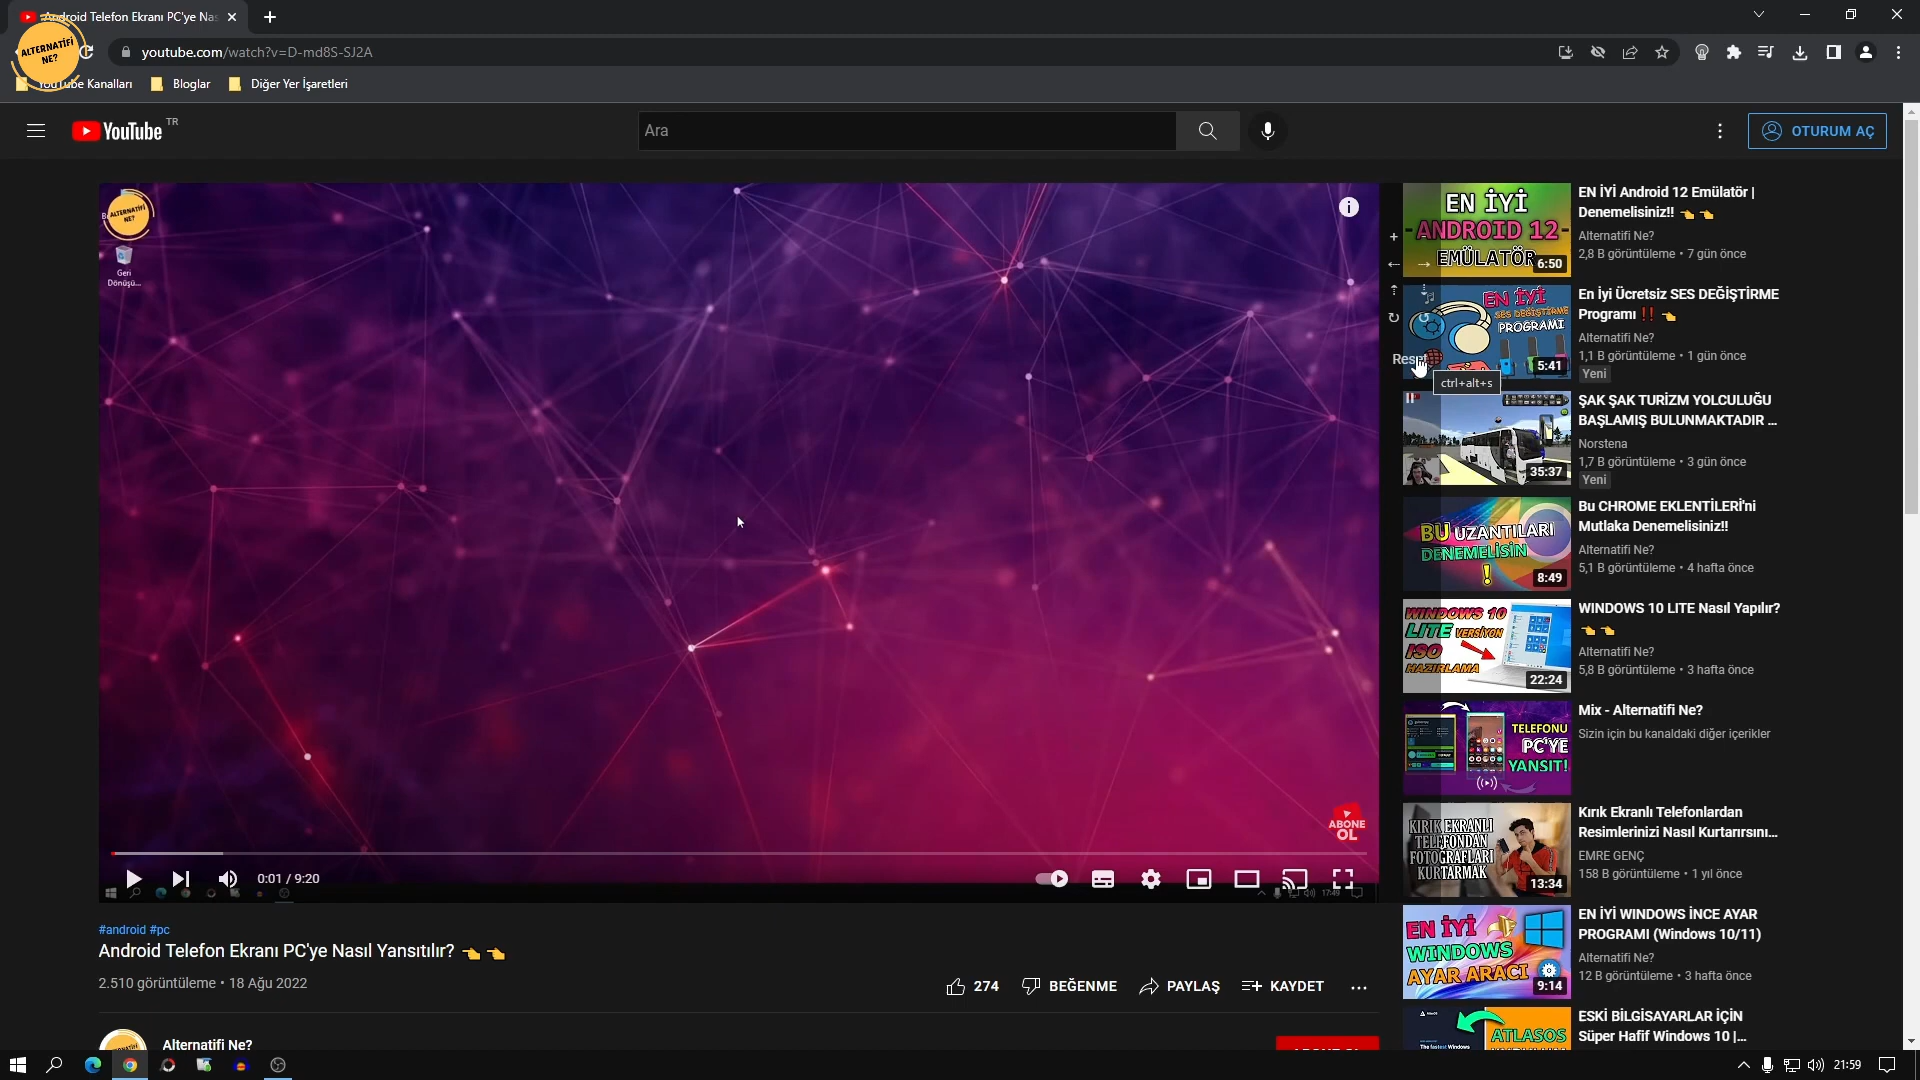 Android Telefon Ekranı PC'ye Nas
ALTERNATİFİ
NE?
youtube.com/watch?v=D-md8S-SJ2A
YouTube Kanalları
Bloglar
Diğer Yer İşaretleri
YouTube TR
Ara
OTURUM AÇ
ALTERNATİFİ
NE?
Geri
Dönüşü...
ABONE
OL
0:01 / 9:20
17:49
#android #pc
Android Telefon Ekranı PC'ye Nasıl Yansıtılır? 👈 👈
2.510 görüntüleme • 18 Ağu 2022
274
BEĞENME
PAYLAŞ
KAYDET
Alternatifi Ne?
Reset
ctrl+alt+s
EN İYİ
-ANDROID 12-
EMÜLATÖR
6:50
EN İYİ Android 12 Emülatör |
Denemelisiniz!! 👈 👈
Alternatifi Ne?
2,8 B görüntüleme • 7 gün önce
EN İYİ
SES DEĞİŞTİRME
PROGRAMI
5:41
En İyi Ücretsiz SES DEĞİŞTİRME
Programı ‼️ 👈
Alternatifi Ne?
1,1 B görüntüleme • 1 gün önce
Yeni
35:37
ŞAK ŞAK TURİZM YOLCULUĞU
BAŞLAMIŞ BULUNMAKTADIR ...
Norstena
1,7 B görüntüleme • 3 gün önce
Yeni
BU UZANTILARI
DENEMELİSİN
!
8:49
Bu CHROME EKLENTİLERİ'ni
Mutlaka Denemelisiniz!!
Alternatifi Ne?
5,1 B görüntüleme • 4 hafta önce
WINDOWS 10
LITE VERSİYON
ISO
HAZIRLAMA
22:24
WINDOWS 10 LITE Nasıl Yapılır?
👈 👈
Alternatifi Ne?
5,8 B görüntüleme • 3 hafta önce
TELEFONU
PC'YE
YANSIT!
Mix - Alternatifi Ne?
Sizin için bu kanaldaki diğer içerikler
KIRIK EKRANLI
TELEFONDAN
FOTOĞRAFLARI
KURTARMAK
13:34
Kırık Ekranlı Telefonlardan
Resimlerinizi Nasıl Kurtarırsını...
EMRE GENÇ
158 B görüntüleme • 1 yıl önce
EN İYİ
WINDOWS
AYAR ARACI
9:14
EN İYİ WINDOWS İNCE AYAR
PROGRAMI (Windows 10/11)
Alternatifi Ne?
12 B görüntüleme • 3 hafta önce
ATLASOS
The fastest Windows
ESKİ BİLGİSAYARLAR İÇİN
Süper Hafif Windows 10 |...
21:59